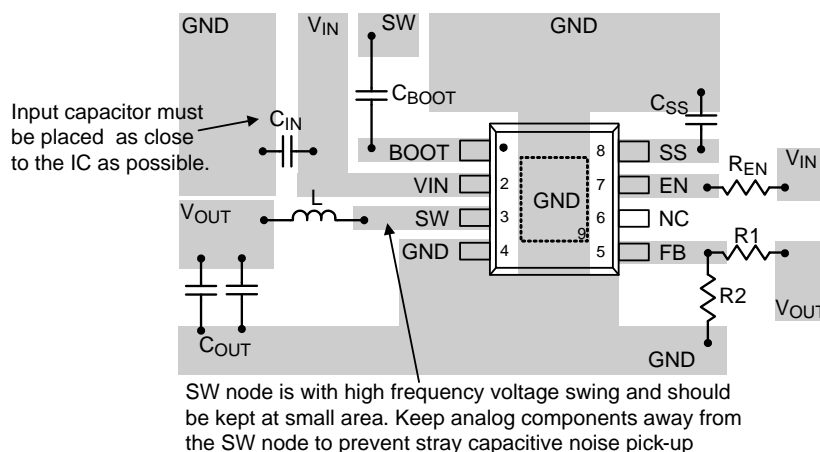 GND
VIN
SW
GND
CBOOT
CSS
Input capacitor must
be placed as close
to the IC as possible.
CIN
BOOT
8
SS
REN
VIN
VIN
2
GND
7
EN
VOUT
L
SW
3
9
6
NC
GND
4
5
FB
R1
R2
VOUT
COUT
GND
SW node is with high frequency voltage swing and should
be kept at small area. Keep analog components away from
the SW node to prevent stray capacitive noise pick-up